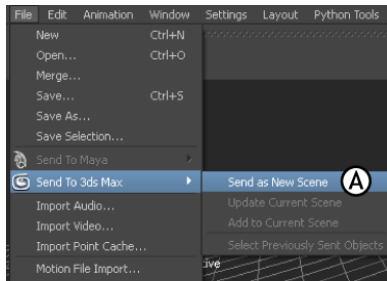 File Edit Animation Window Settings Layout Python Tools
New Ctrl+N
Open... Ctrl+O
Merge...
Save... Ctrl+S
Save As...
Save Selection...
Send To Maya
Send To 3ds Max Send as New Scene A
Import Audio... Update Current Scene
Import Video... Add to Current Scene
Import Point Cache... Select Previously Sent Objects
Motion File Import...